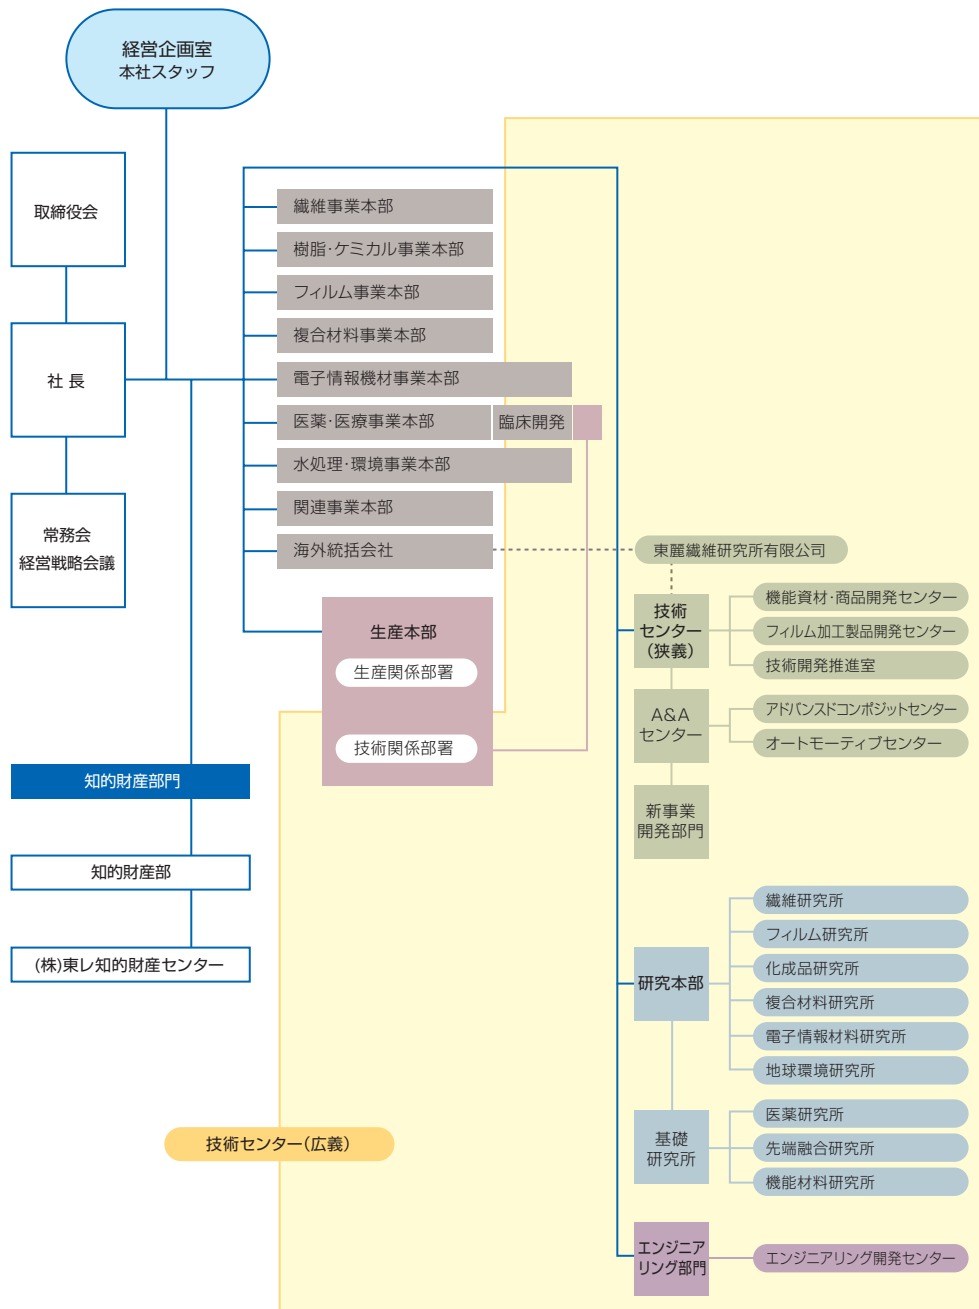 経営企画室
本社スタッフ
取締役会
社 長
常務会
経営戦略会議
繊維事業本部
樹脂・ケミカル事業本部
フィルム事業本部
複合材料事業本部
電子情報機材事業本部
医薬・医療事業本部
臨床開発
水処理・環境事業本部
関連事業本部
海外統括会社
東麗繊維研究所有限公司
生産本部
生産関係部署
技術関係部署
技術
センター
(狭義)
機能資材・商品開発センター
フィルム加工製品開発センター
技術開発推進室
A&A
センター
アドバンスドコンポジットセンター
オートモーティブセンター
新事業
開発部門
知的財産部門
知的財産部
(株)東レ知的財産センター
研究本部
繊維研究所
フィルム研究所
化成品研究所
複合材料研究所
電子情報材料研究所
地球環境研究所
基礎
研究所
医薬研究所
先端融合研究所
機能材料研究所
技術センター(広義)
エンジニア
リング部門
エンジニアリング開発センター